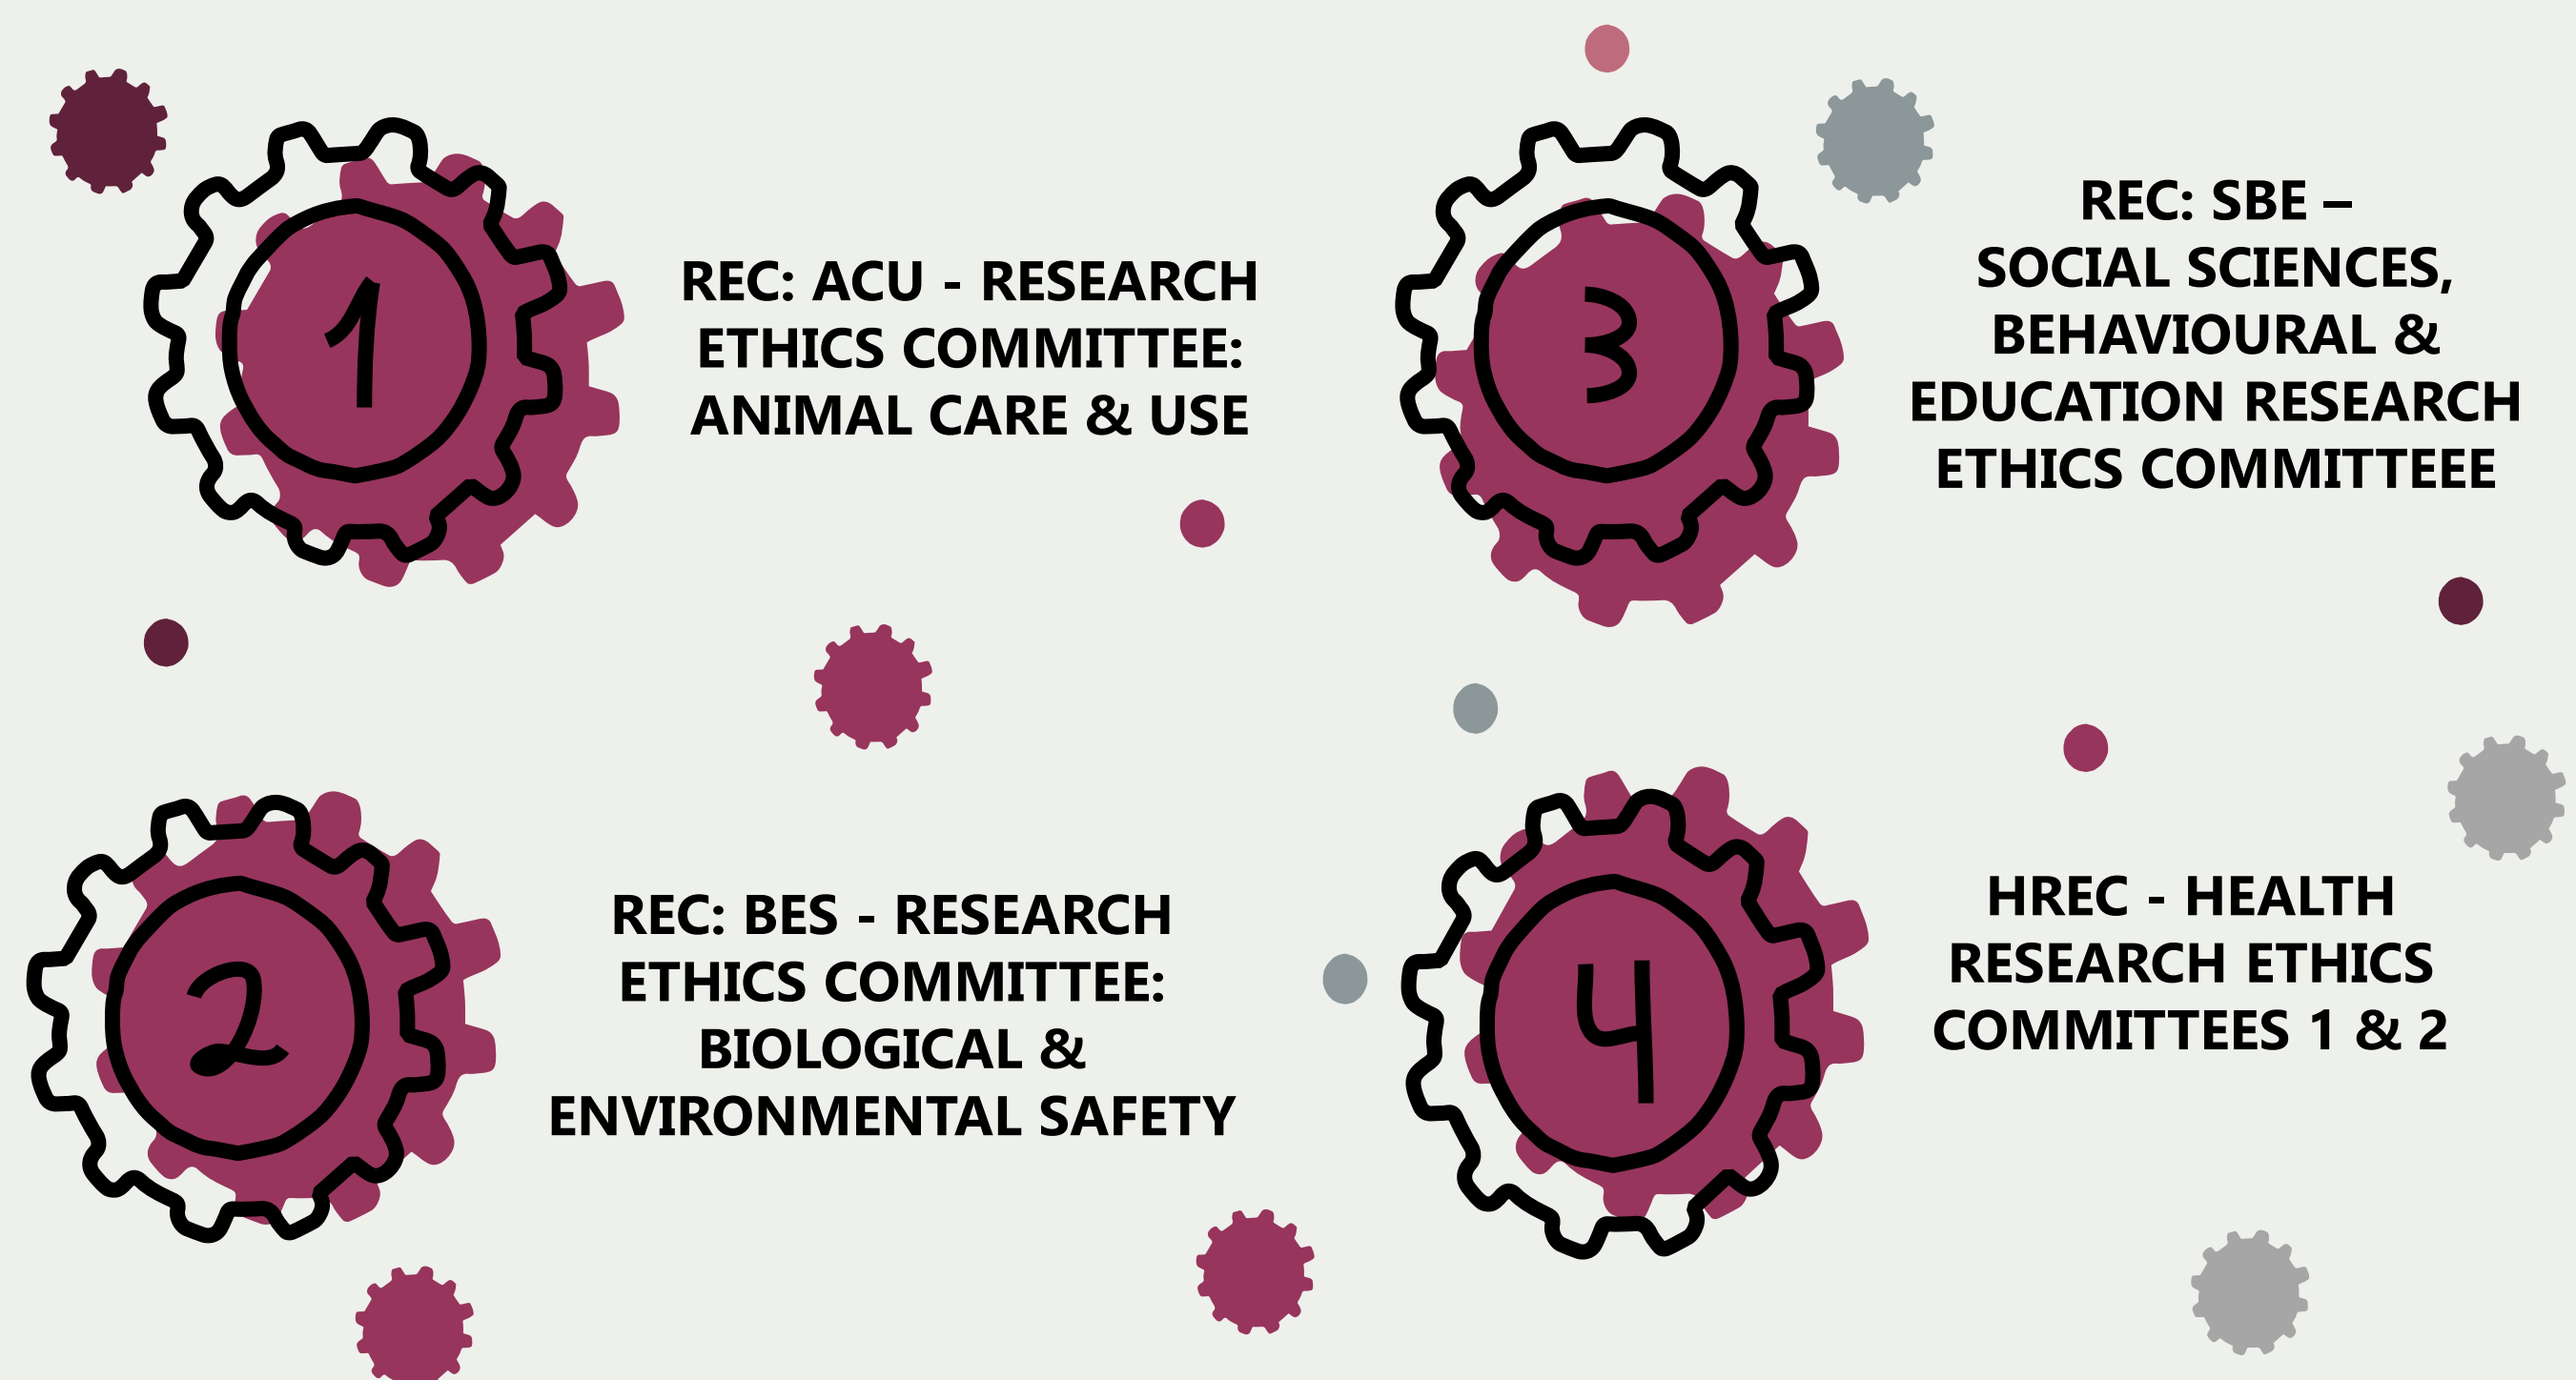 1
REC: ACU - RESEARCH
ETHICS COMMITTEE:
ANIMAL CARE & USE
2
REC: BES - RESEARCH
ETHICS COMMITTEE:
BIOLOGICAL &
ENVIRONMENTAL SAFETY
3
REC: SBE –
SOCIAL SCIENCES,
BEHAVIOURAL &
EDUCATION RESEARCH
ETHICS COMMITTEEE
4
HREC - HEALTH
RESEARCH ETHICS
COMMITTEES 1 & 2